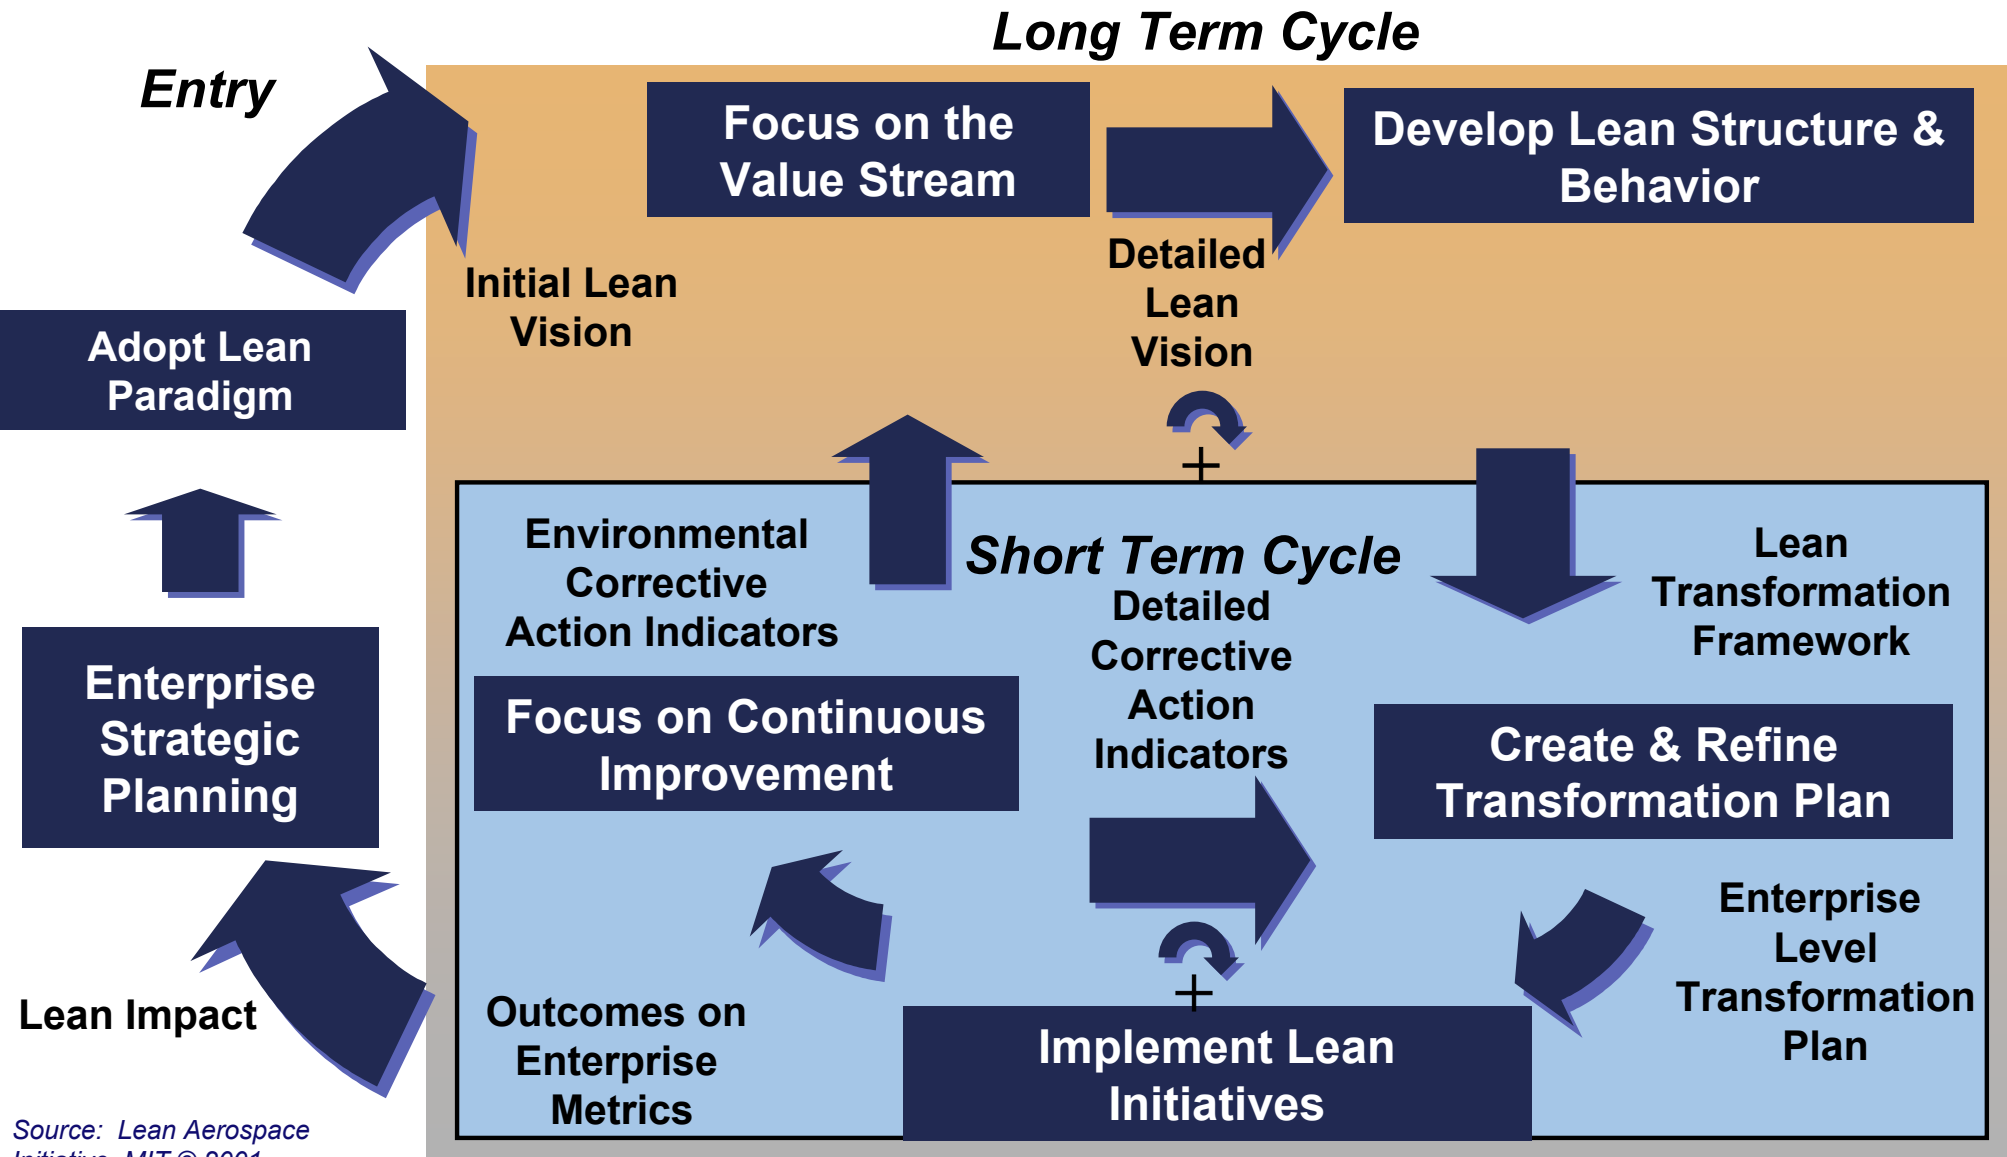 Long Term Cycle
Entry
Focus on the
Value Stream
Develop Lean Structure &
Behavior
Initial Lean
Vision
Detailed
Lean
Vision
Adopt Lean
Paradigm
+
Short Term Cycle
Environmental
Corrective
Action Indicators
Detailed
Corrective
Action
Indicators
Lean
Transformation
Framework
Enterprise
Strategic
Planning
Focus on Continuous
Improvement
Create & Refine
Transformation Plan
Lean Impact
Outcomes on
Enterprise
Metrics
+
Implement Lean
Initiatives
Enterprise
Level
Transformation
Plan
Source: Lean Aerospace
Initiative, MIT © 2001